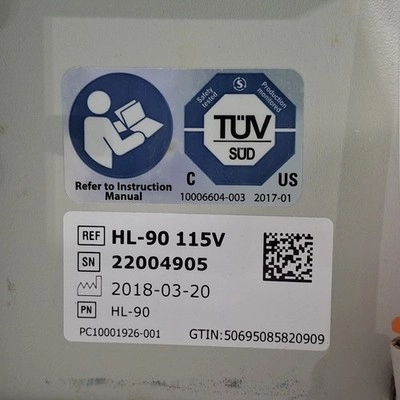 Safety tested
S
Production monitored
TÜV
SÜD
C US
Refer to Instruction Manual
10006604-003 2017-01
REF HL-90 115V
SN 22004905
2018-03-20
PN HL-90
PC10001926-001
GTIN:50695085820909